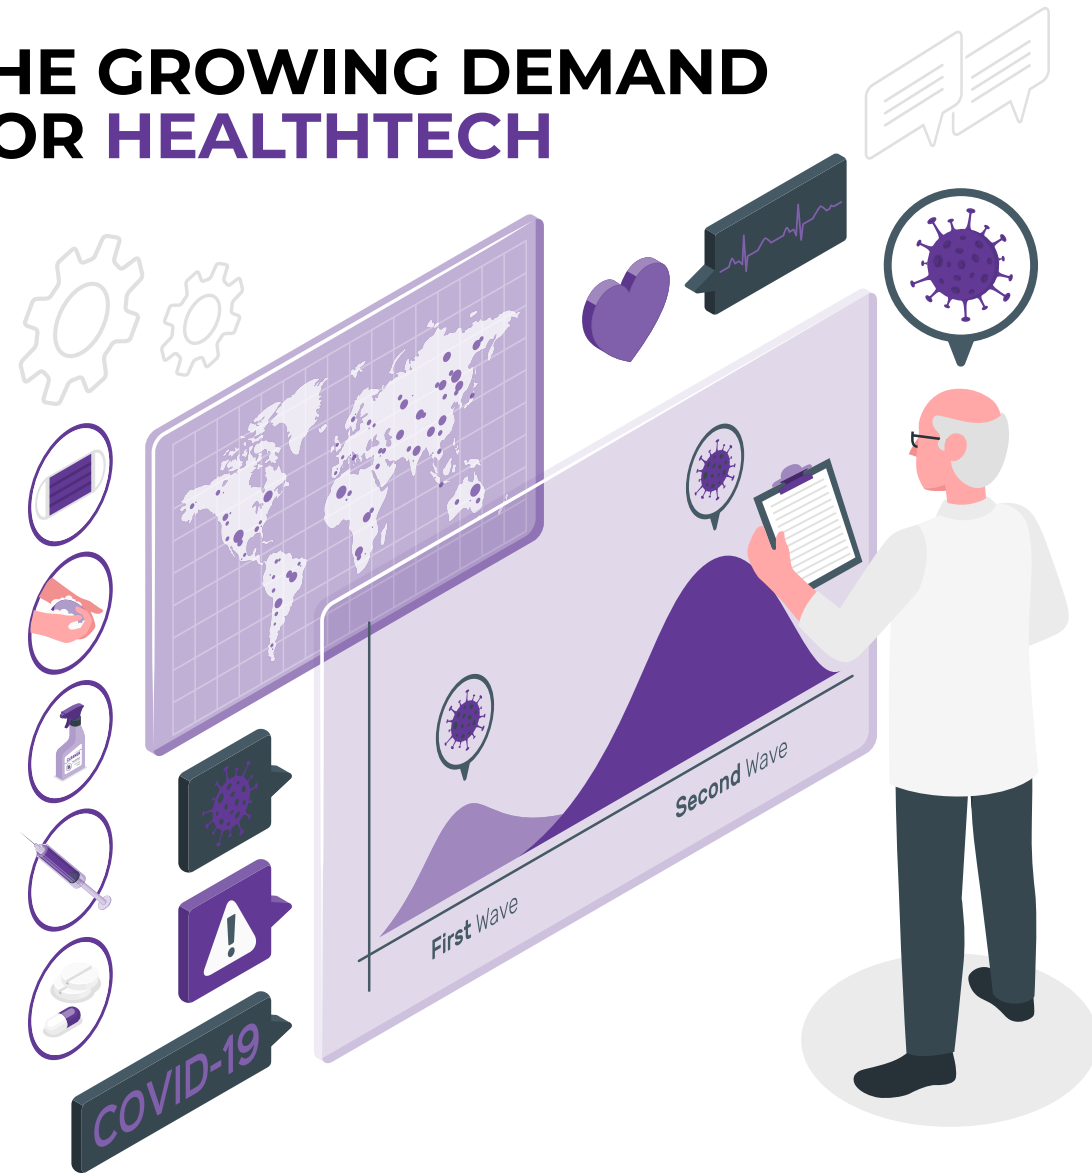 HE GROWING DEMAND
OR HEALTHTECH
First Wave
Second Wave
COVID-19